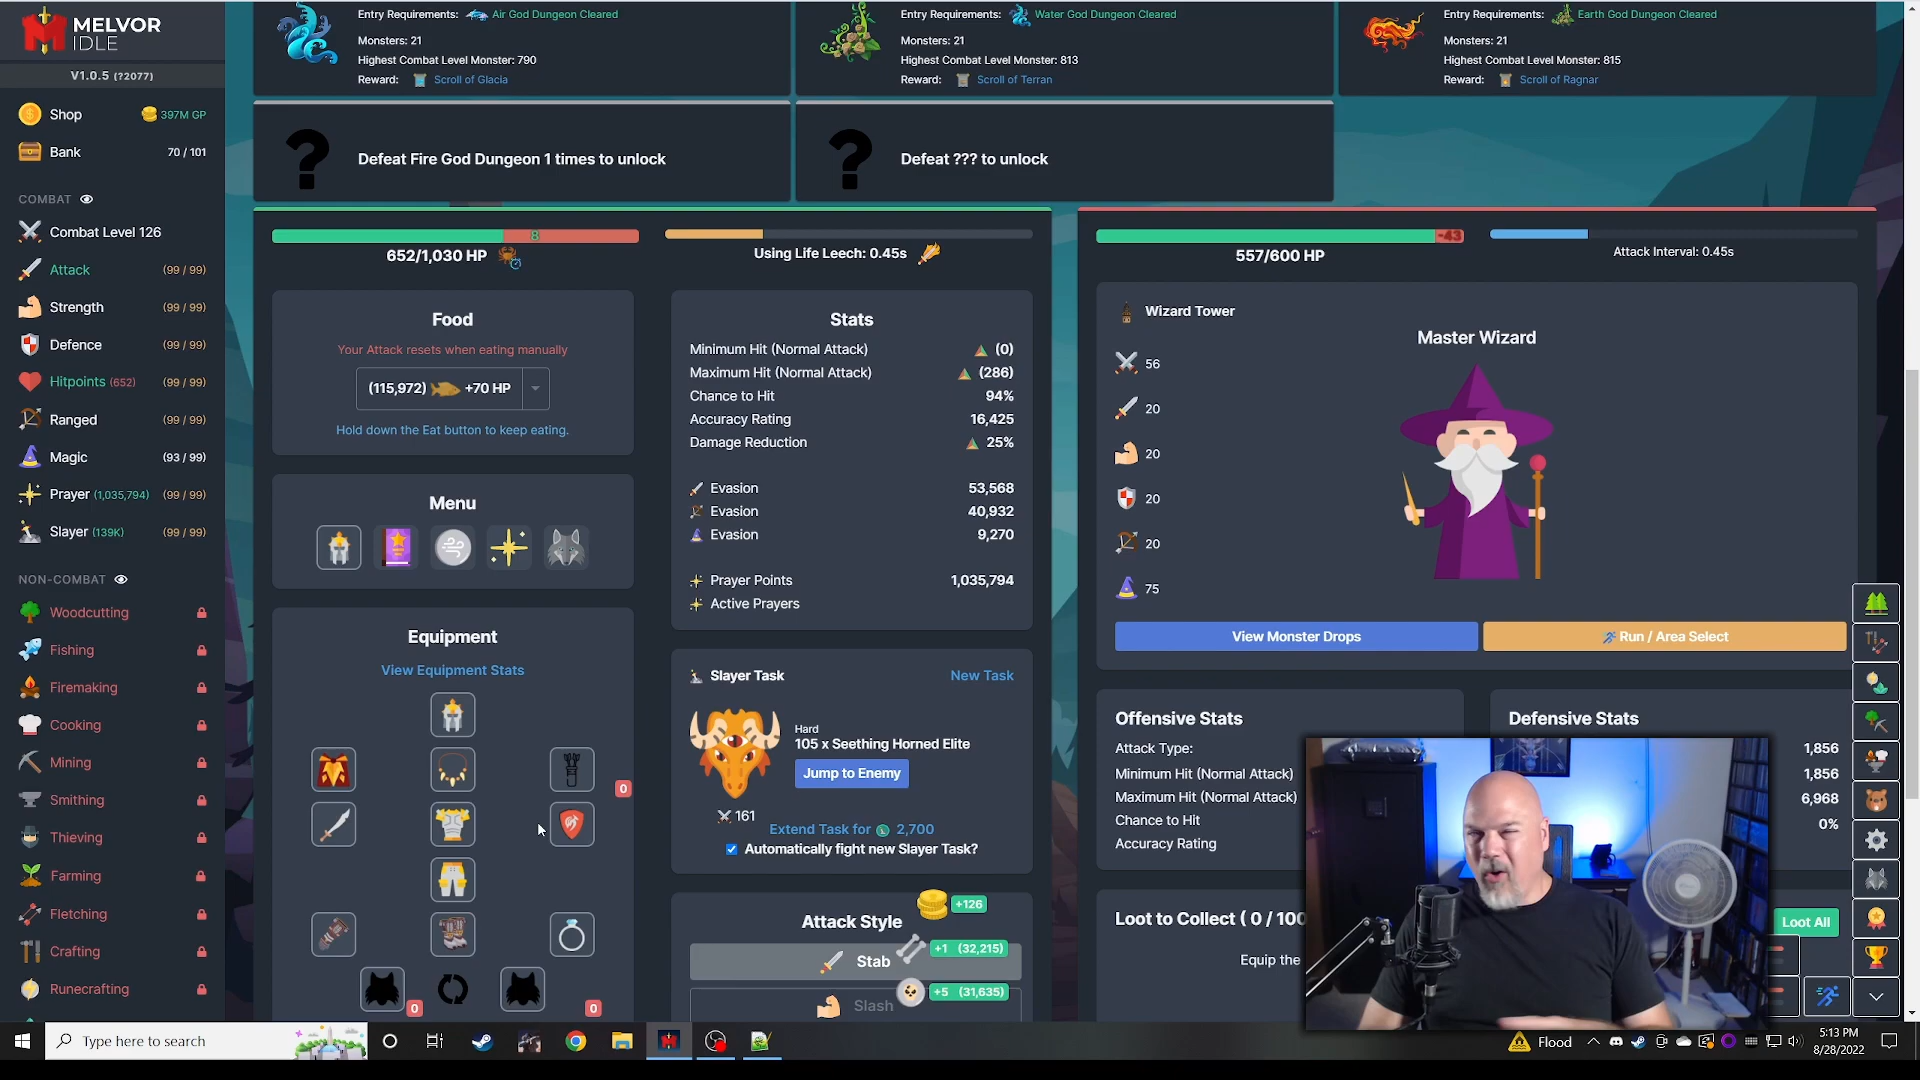 MELVOR
IDLE
V1.0.5 (?2077)
Shop 397M GP
Bank 70 / 101
COMBAT
Combat Level 126
Attack (99 / 99)
Strength (99 / 99)
Defence (99 / 99)
Hitpoints (652) (99 / 99)
Ranged (99 / 99)
Magic (93 / 99)
Prayer (1,035,794) (99 / 99)
Slayer (139K) (99 / 99)
NON-COMBAT
Woodcutting
Fishing
Firemaking
Cooking
Mining
Smithing
Thieving
Farming
Fletching
Crafting
Runecrafting
Entry Requirements: Air God Dungeon Cleared
Monsters: 21
Highest Combat Level Monster: 790
Reward: Scroll of Glacia
Entry Requirements: Water God Dungeon Cleared
Monsters: 21
Highest Combat Level Monster: 813
Reward: Scroll of Terran
Entry Requirements: Earth God Dungeon Cleared
Monsters: 21
Highest Combat Level Monster: 815
Reward: Scroll of Ragnar
? Defeat Fire God Dungeon 1 times to unlock
? Defeat ??? to unlock
8
652/1,030 HP
Using Life Leech: 0.45s
Food
Your Attack resets when eating manually
(115,972) +70 HP
Hold down the Eat button to keep eating.
Menu
Equipment
View Equipment Stats
0
0
0
Stats
Minimum Hit (Normal Attack) (0)
Maximum Hit (Normal Attack) (286)
Chance to Hit 94%
Accuracy Rating 16,425
Damage Reduction 25%
Evasion 53,568
Evasion 40,932
Evasion 9,270
Prayer Points 1,035,794
Active Prayers
Slayer Task New Task
Hard
105 x Seething Horned Elite
Jump to Enemy
161
Extend Task for 2,700
Automatically fight new Slayer Task?
Attack Style
+126
Stab
+1 (32,215)
Slash
+5 (31,635)
-43
557/600 HP
Attack Interval: 0.45s
Wizard Tower
Master Wizard
56
20
20
20
20
75
View Monster Drops
Run / Area Select
Offensive Stats
Attack Type:
Minimum Hit (Normal Attack)
Maximum Hit (Normal Attack)
Chance to Hit
Accuracy Rating
Defensive Stats
1,856
1,856
6,968
0%
Loot to Collect ( 0 / 100
Loot All
Equip the
Type here to search
Flood
5:13 PM
8/28/2022